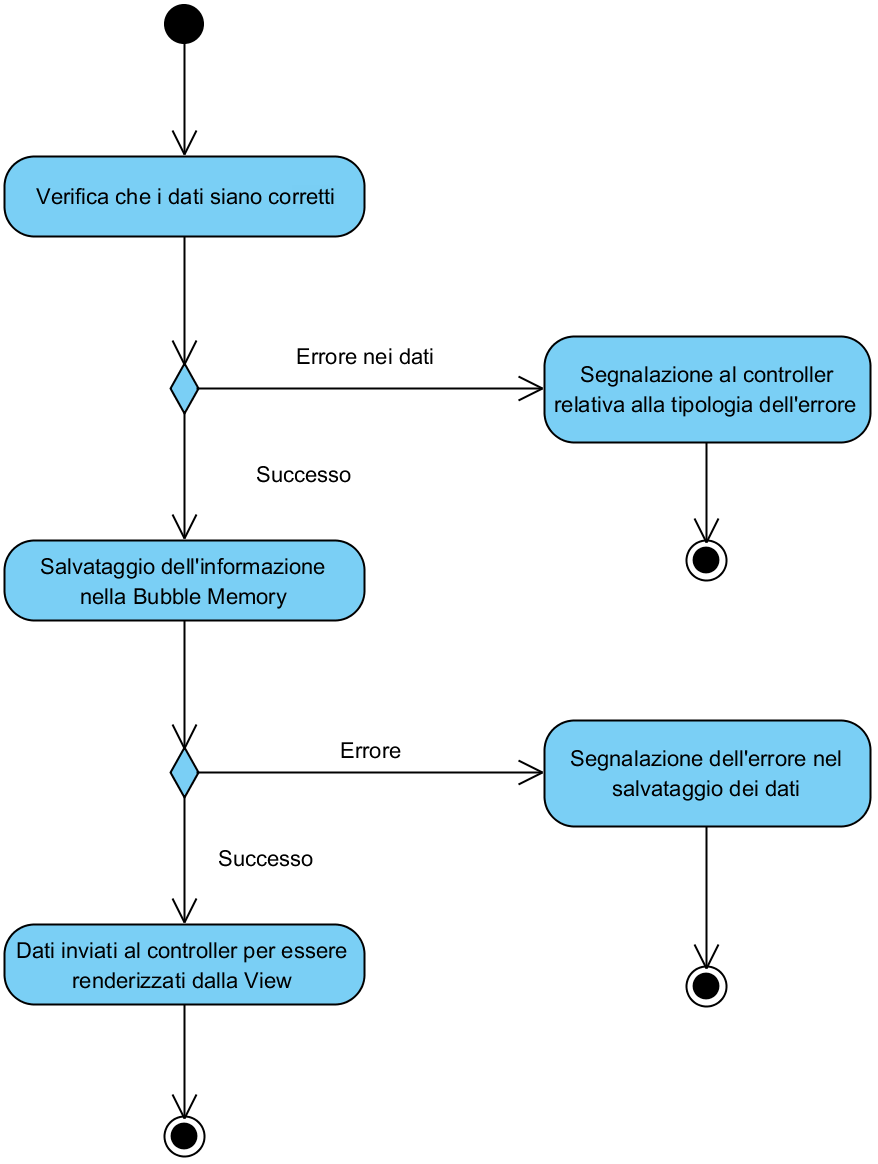 Verifica che i dati siano corretti
Errore nei dati
Segnalazione al controller
relativa alla tipologia dell'errore
Successo
Salvataggio dell'informazione
nella Bubble Memory
Errore
Segnalazione dell'errore nel
salvataggio dei dati
Successo
Dati inviati al controller per essere
renderizzati dalla View